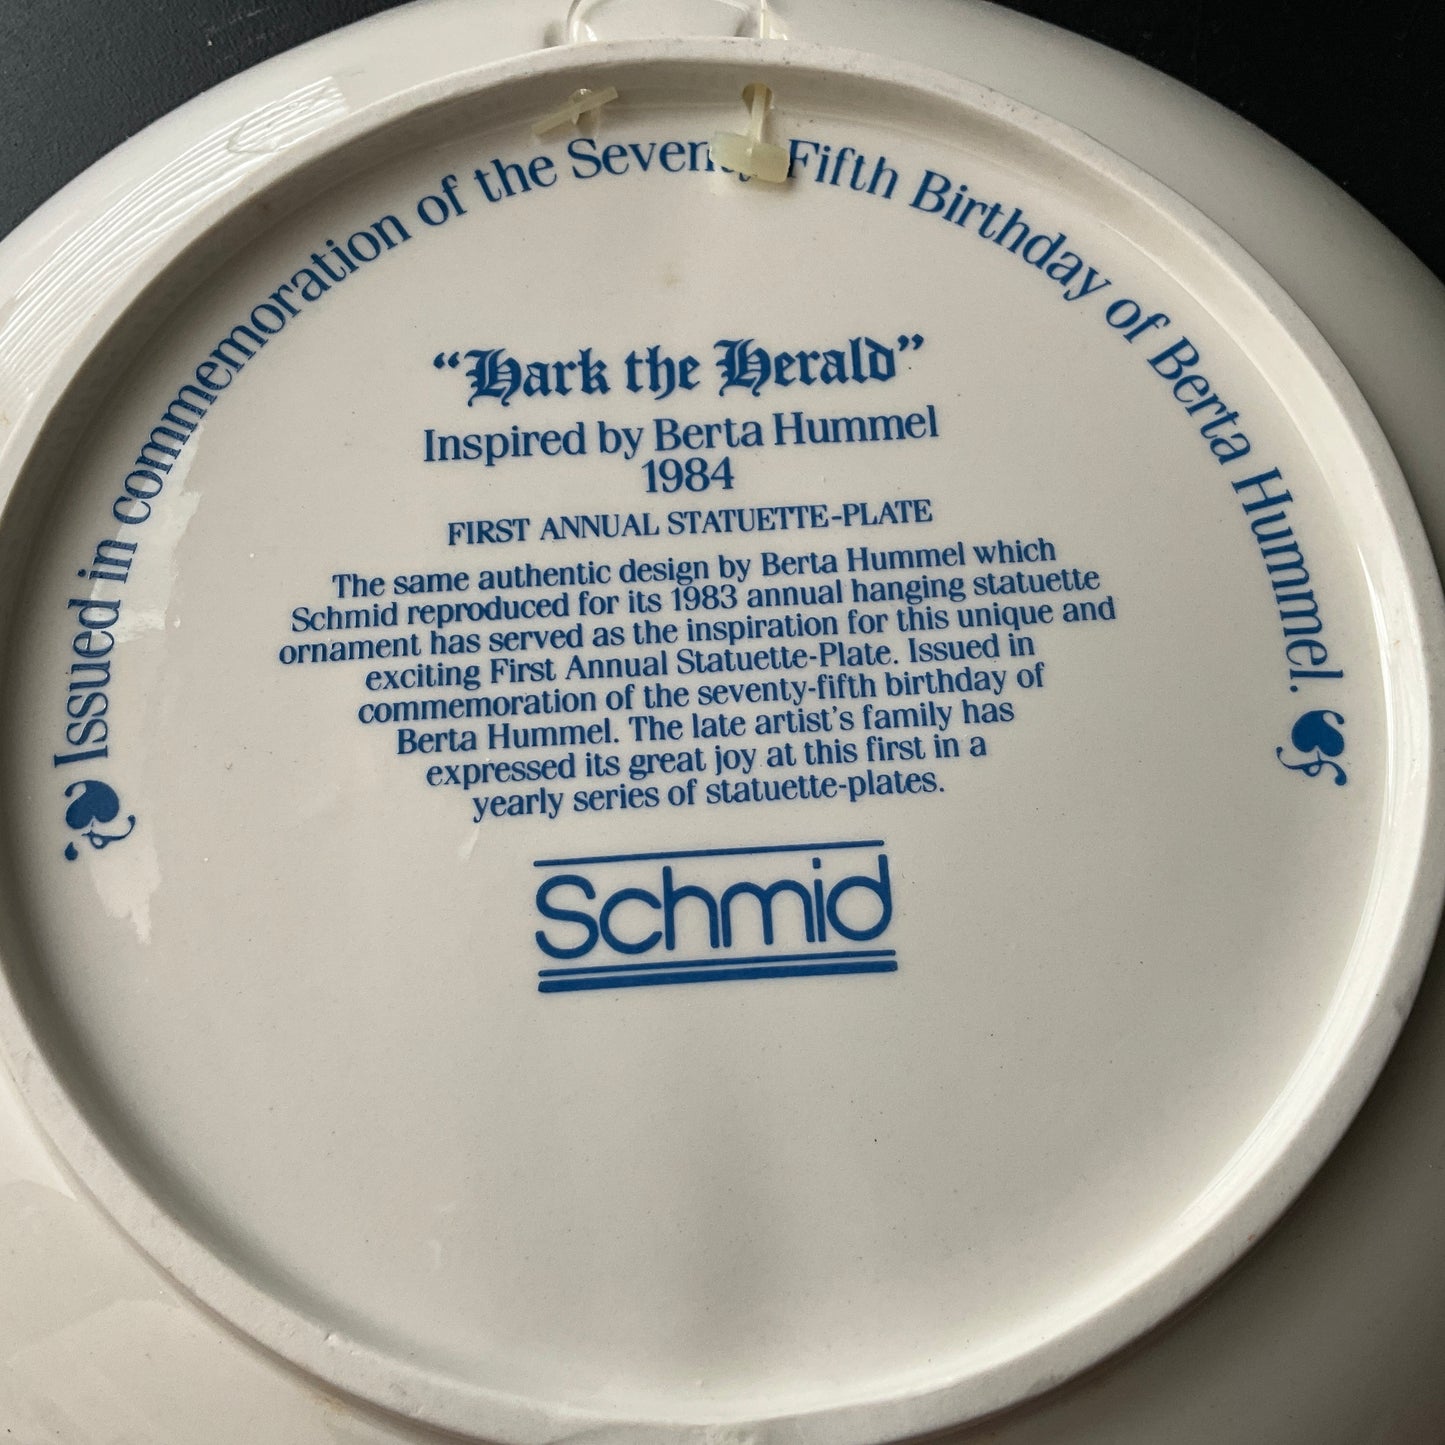 Issued in commemoration of the Seventy-Fifth Birthday of Berta Hummel.
“Hark the Herald”
Inspired by Berta Hummel
1984
FIRST ANNUAL STATUETTE-PLATE
The same authentic design by Berta Hummel which
Schmid reproduced for its 1983 annual hanging statuette
ornament has served as the inspiration for this unique and
exciting First Annual Statuette-Plate. Issued in
commemoration of the seventy-fifth birthday of
Berta Hummel. The late artist’s family has
expressed its great joy at this first in a
yearly series of statuette-plates.
Schmid